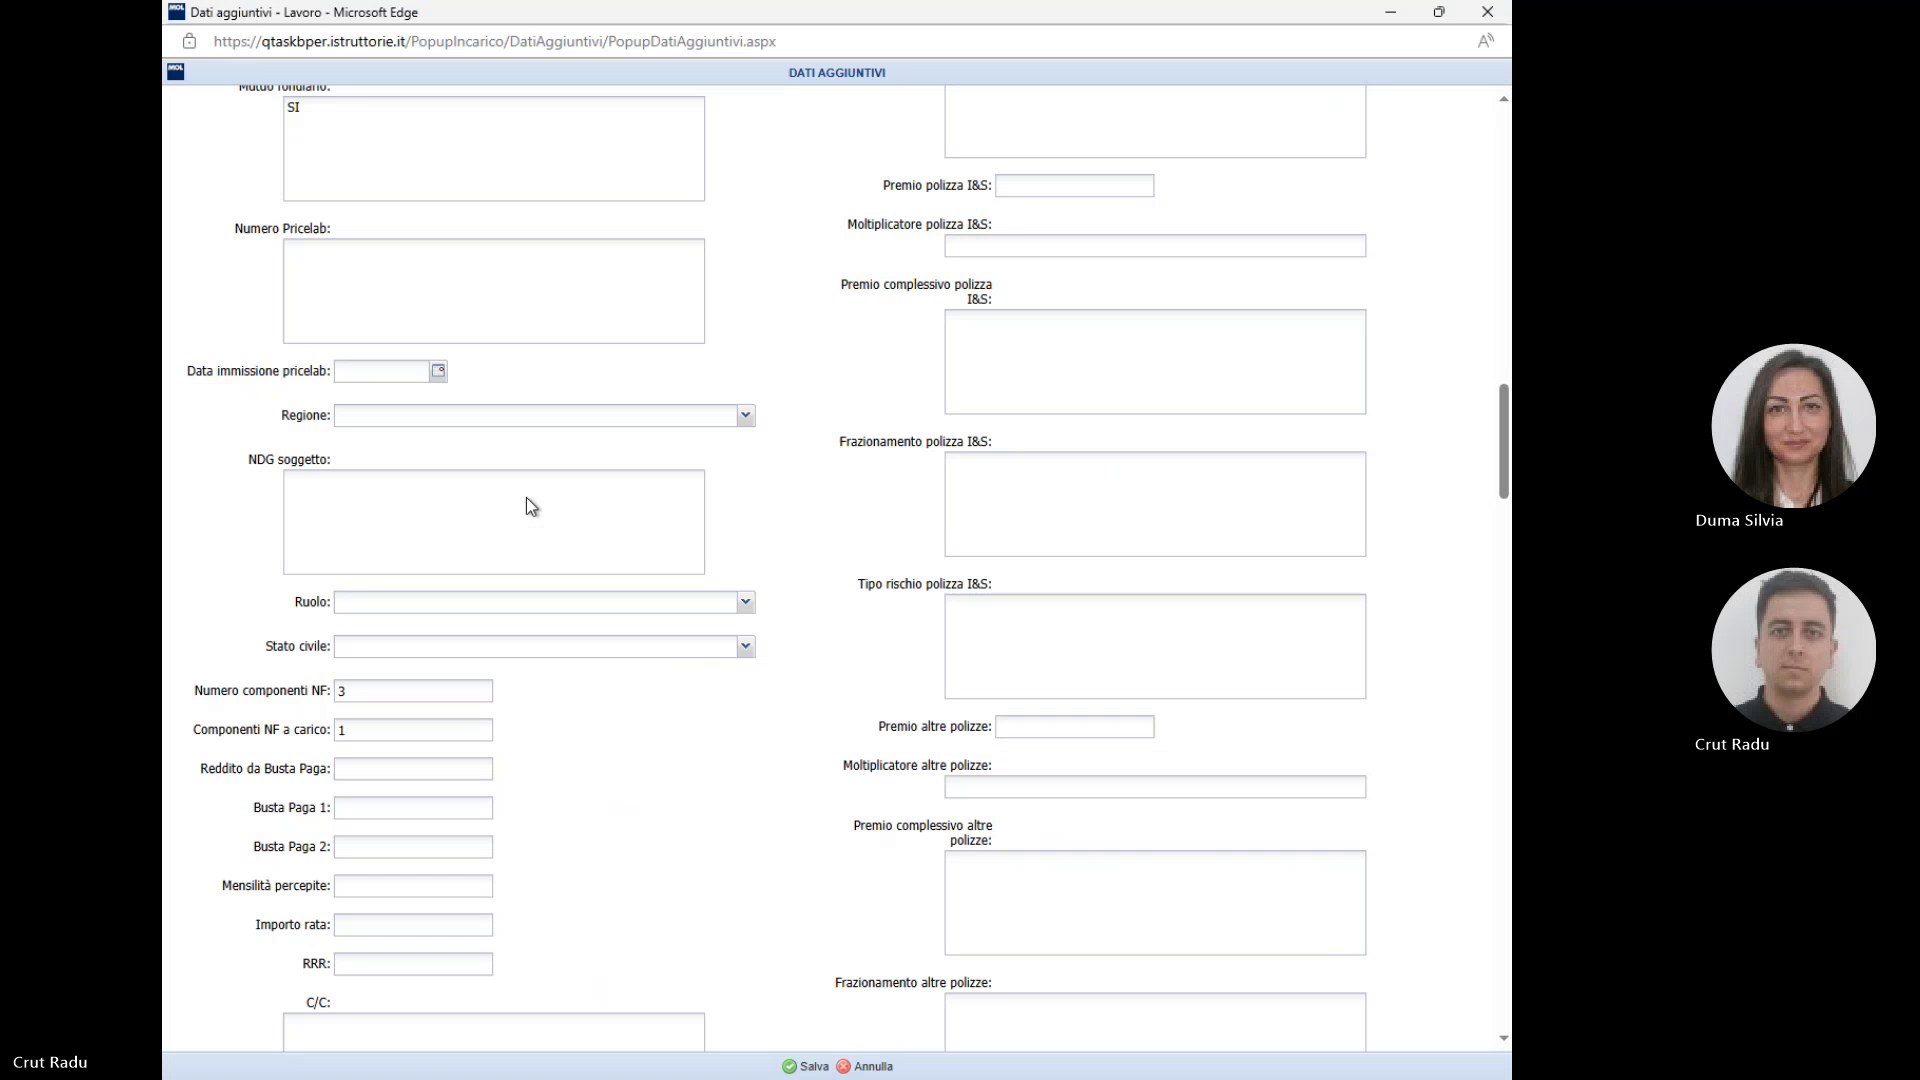 MOL Dati aggiuntivi - Lavoro - Microsoft Edge
https://qtaskbper.istruttorie.it/PopupIncarico/DatiAggiuntivi/PopupDatiAggiuntivi.aspx
MOL DATI AGGIUNTIVI
Mutuo fondiario:
SI
Numero Pricelab:
Data immissione pricelab:
Regione:
NDG soggetto:
Ruolo:
Stato civile:
Numero componenti NF: 3
Componenti NF a carico: 1
Reddito da Busta Paga:
Busta Paga 1:
Busta Paga 2:
Mensilità percepite:
Importo rata:
RRR:
C/C:
Premio polizza I&S:
Moltiplicatore polizza I&S:
Premio complessivo polizza
I&S:
Frazionamento polizza I&S:
Tipo rischio polizza I&S:
Premio altre polizze:
Moltiplicatore altre polizze:
Premio complessivo altre
polizze:
Frazionamento altre polizze:
Salva Annulla
Duma Silvia
Crut Radu
Crut Radu